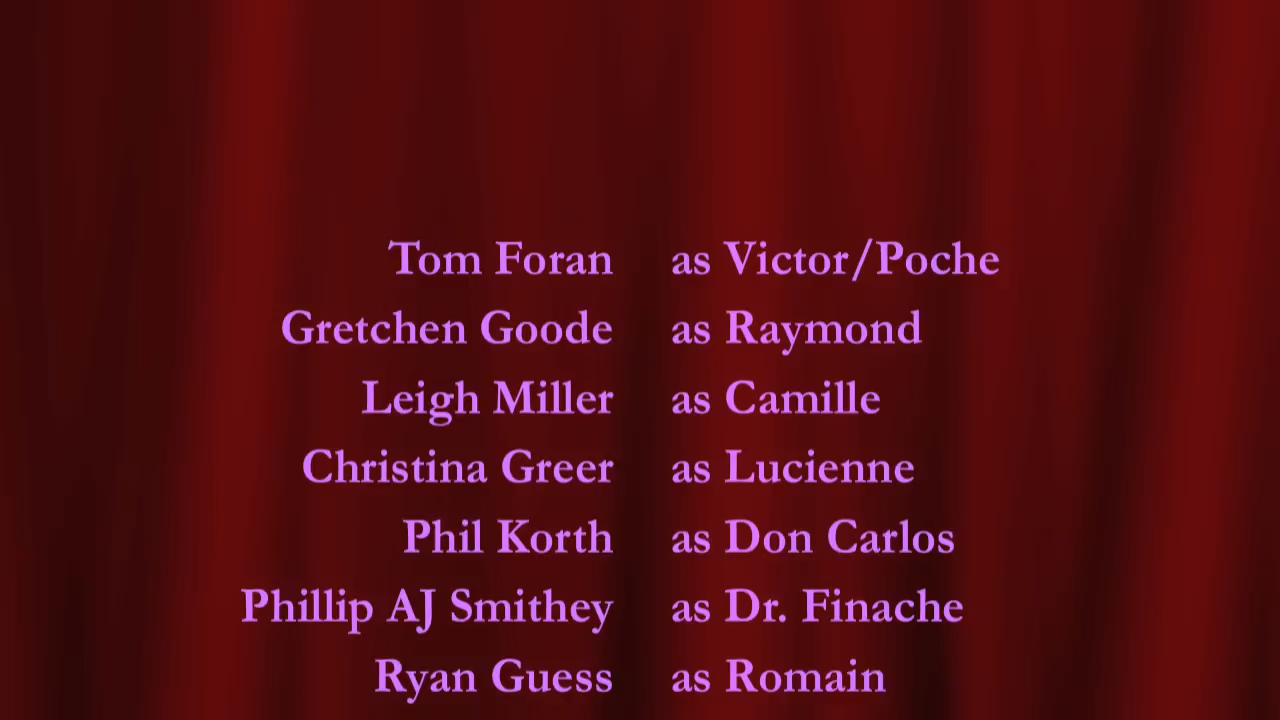 Tom Foran as Victor/Poche
Gretchen Goode as Raymond
Leigh Miller as Camille
Christina Greer as Lucienne
Phil Korth as Don Carlos
Phillip AJ Smithey as Dr. Finache
Ryan Guess as Romain